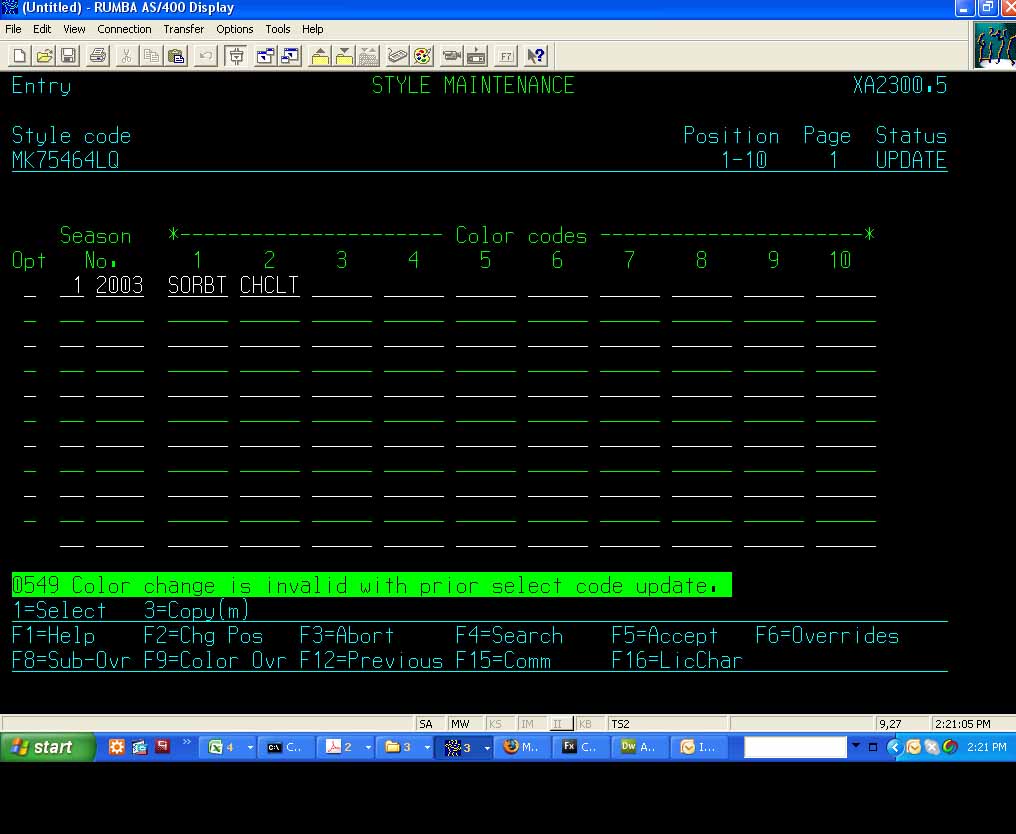 (Untitled) - RUMBA AS/400 Display
File Edit View Connection Transfer Options Tools Help
F7
Entry STYLE MAINTENANCE XA2300.5
Style code Position Page Status
MK75464LQ 1-10 1 UPDATE
Season *---------------------- Color codes ----------------------*
Opt No. 1 2 3 4 5 6 7 8 9 10
1 2003 SORBT CHCLT
0549 Color change is invalid with prior select code update.
1=Select 3=Copy(m)
F1=Help F2=Chg Pos F3=Abort F4=Search F5=Accept F6=Overrides
F8=Sub-Ovr F9=Color Ovr F12=Previous F15=Comm F16=LicChar
SA MW KS IM II KB TS2 9,27 2:21:05 PM
start » 4 C.. 2 3 3 M.. Fx C.. Dw A.. I... 2:21 PM